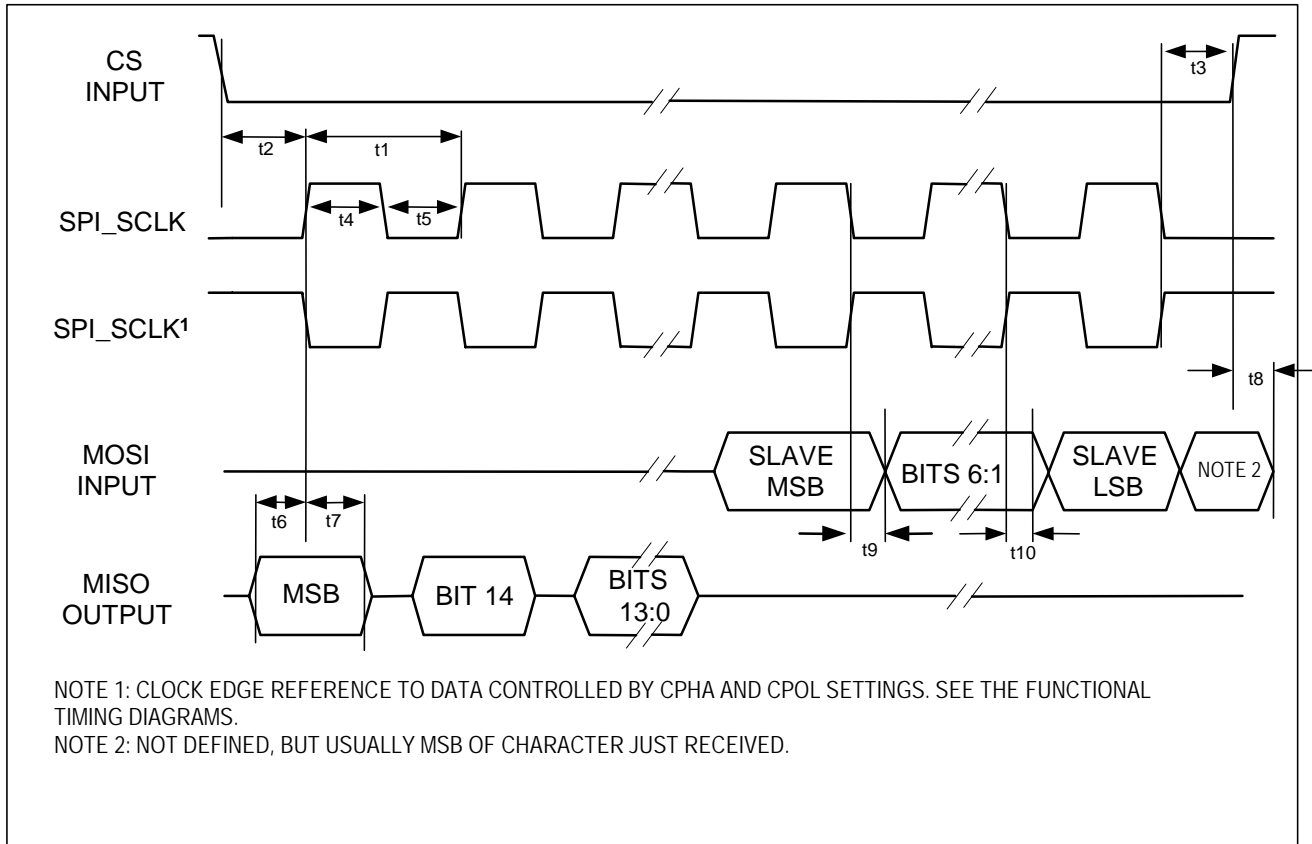 CS
INPUT
t3
t2
t1
SPI_SCLK
t4
t5
SPI_SCLK¹
t8
MOSI
INPUT
SLAVE
MSB
BITS 6:1
SLAVE
LSB
NOTE 2
t6
t7
t9
t10
MISO
OUTPUT
MSB
BIT 14
BITS
13:0
NOTE 1: CLOCK EDGE REFERENCE TO DATA CONTROLLED BY CPHA AND CPOL SETTINGS. SEE THE FUNCTIONAL
TIMING DIAGRAMS.
NOTE 2: NOT DEFINED, BUT USUALLY MSB OF CHARACTER JUST RECEIVED.